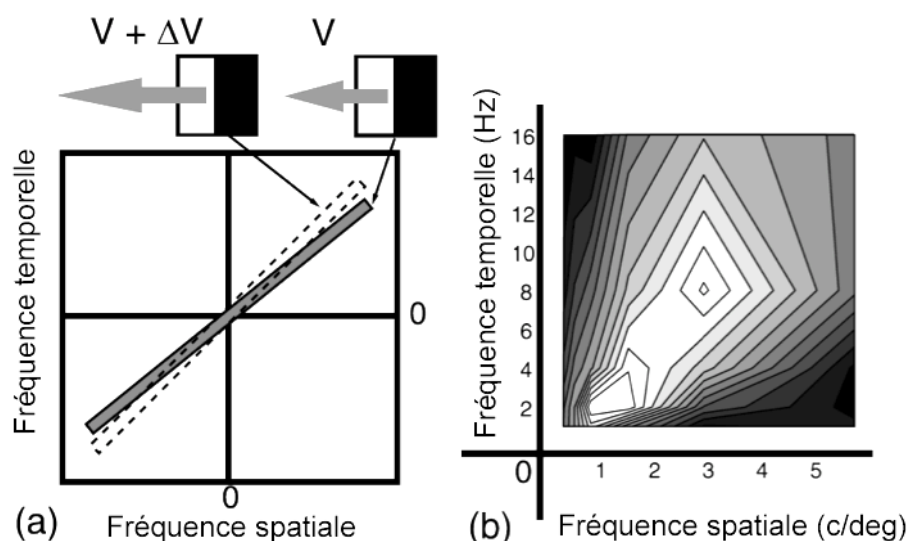 V + ΔV
V
Fréquence temporelle
0
0
(a)
Fréquence spatiale
Fréquence temporelle (Hz)
16
14
12
10
8
6
4
2
0
1 2 3 4 5
(b)
Fréquence spatiale (c/deg)